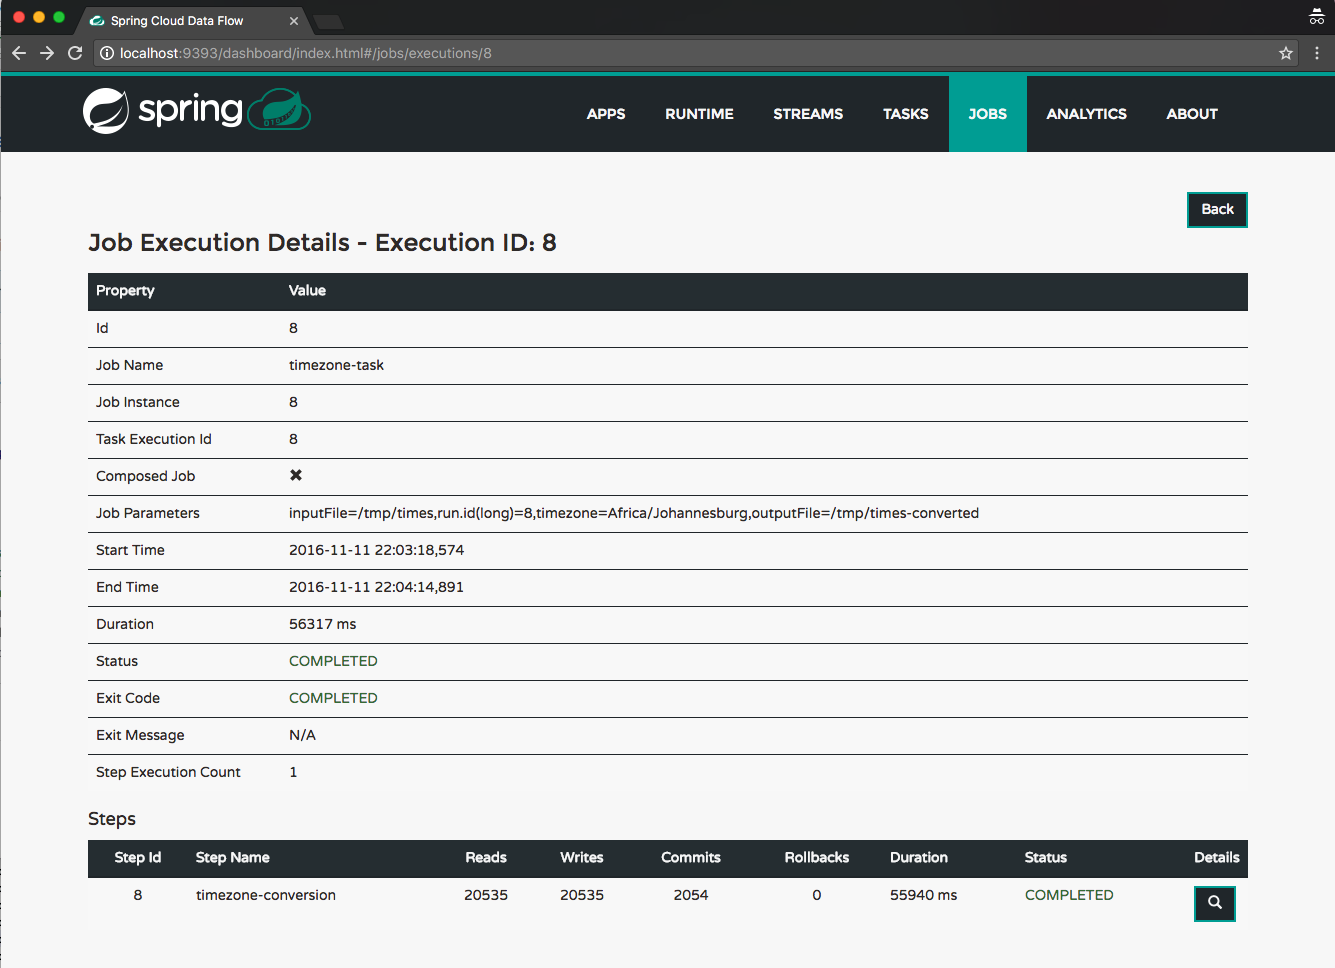 Spring Cloud Data Flow
localhost:9393/dashboard/index.html#/jobs/executions/8
spring
APPS RUNTIME STREAMS TASKS JOBS ANALYTICS ABOUT
Back
Job Execution Details - Execution ID: 8
Property Value
Id 8
Job Name timezone-task
Job Instance 8
Task Execution Id 8
Composed Job ✖
Job Parameters inputFile=/tmp/times,run.id(long)=8,timezone=Africa/Johannesburg,outputFile=/tmp/times-converted
Start Time 2016-11-11 22:03:18,574
End Time 2016-11-11 22:04:14,891
Duration 56317 ms
Status COMPLETED
Exit Code COMPLETED
Exit Message N/A
Step Execution Count 1
Steps
Step Id Step Name Reads Writes Commits Rollbacks Duration Status Details
8 timezone-conversion 20535 20535 2054 0 55940 ms COMPLETED